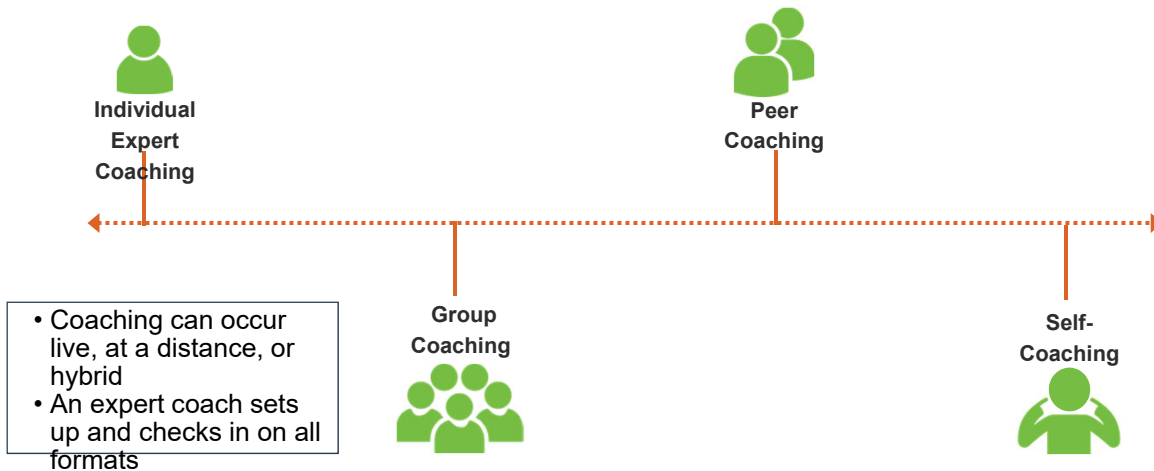 Individual
Expert
Coaching
Peer
Coaching
Group
Coaching
Self-
Coaching
• Coaching can occur
live, at a distance, or
hybrid
• An expert coach sets
up and checks in on all
formats